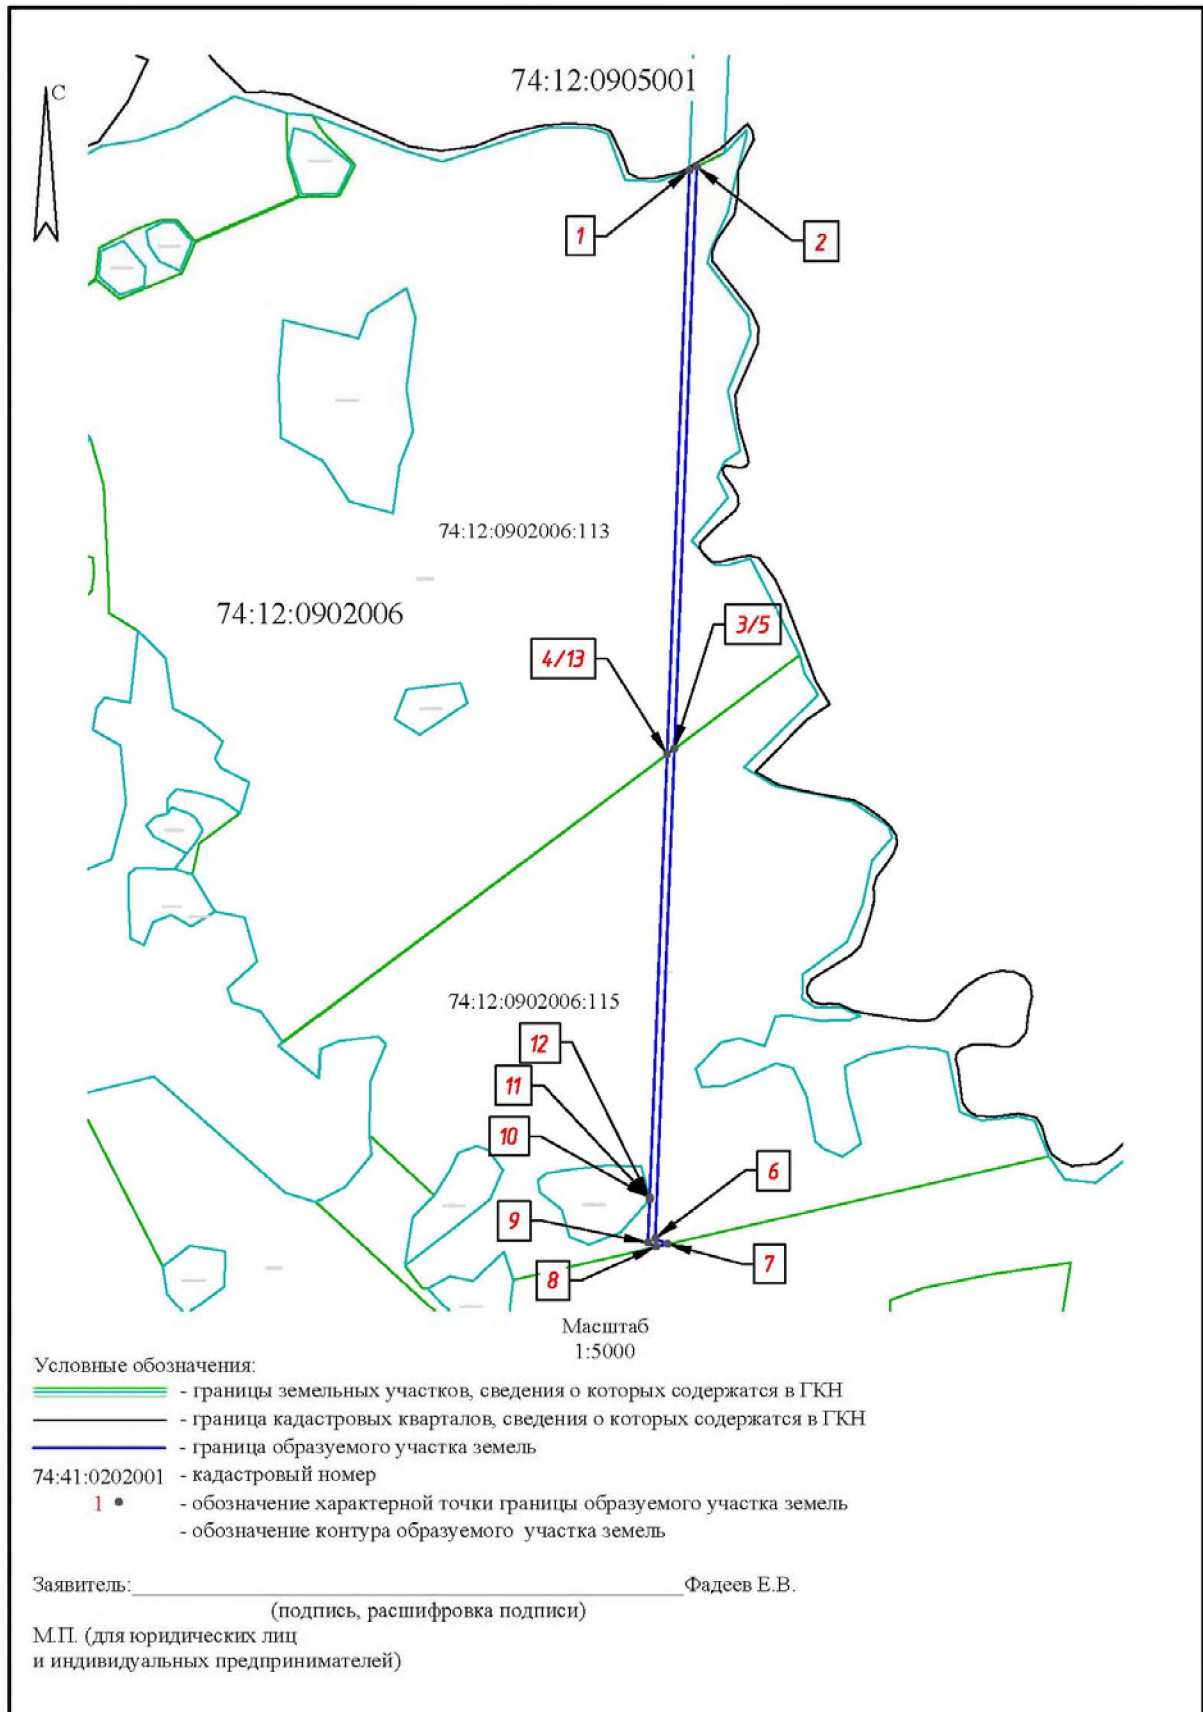 74:12:0905001
С
1
2
74:12:0902006:113
74:12:0902006
3/5
4/13
74:12:0902006:115
12
11
10
6
9
7
8
Масштаб
1:5000
Условные обозначения:
- границы земельных участков, сведения о которых содержатся в ГКН
- граница кадастровых кварталов, сведения о которых содержатся в ГКН
- граница образуемого участка земель
74:41:0202001 - кадастровый номер
1 - обозначение характерной точки границы образуемого участка земель
- обозначение контура образуемого участка земель
Заявитель:____________________Фадеев Е.В.
(подпись, расшифровка подписи)
М.П. (для юридических лиц
и индивидуальных предпринимателей)